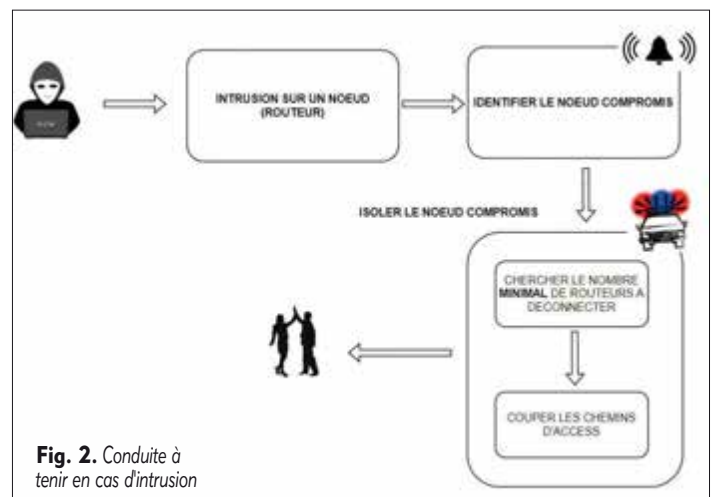 INTRUSION SUR UN NOEUD
(ROUTEUR)
IDENTIFIER LE NOEUD COMPROMIS
ISOLER LE NOEUD COMPROMIS
CHERCHER LE NOMBRE
MINIMAL DE ROUTEURS A
DECONNECTER
COUPER LES CHEMINS
D'ACCESS
Fig. 2. Conduite à
tenir en cas d'intrusion